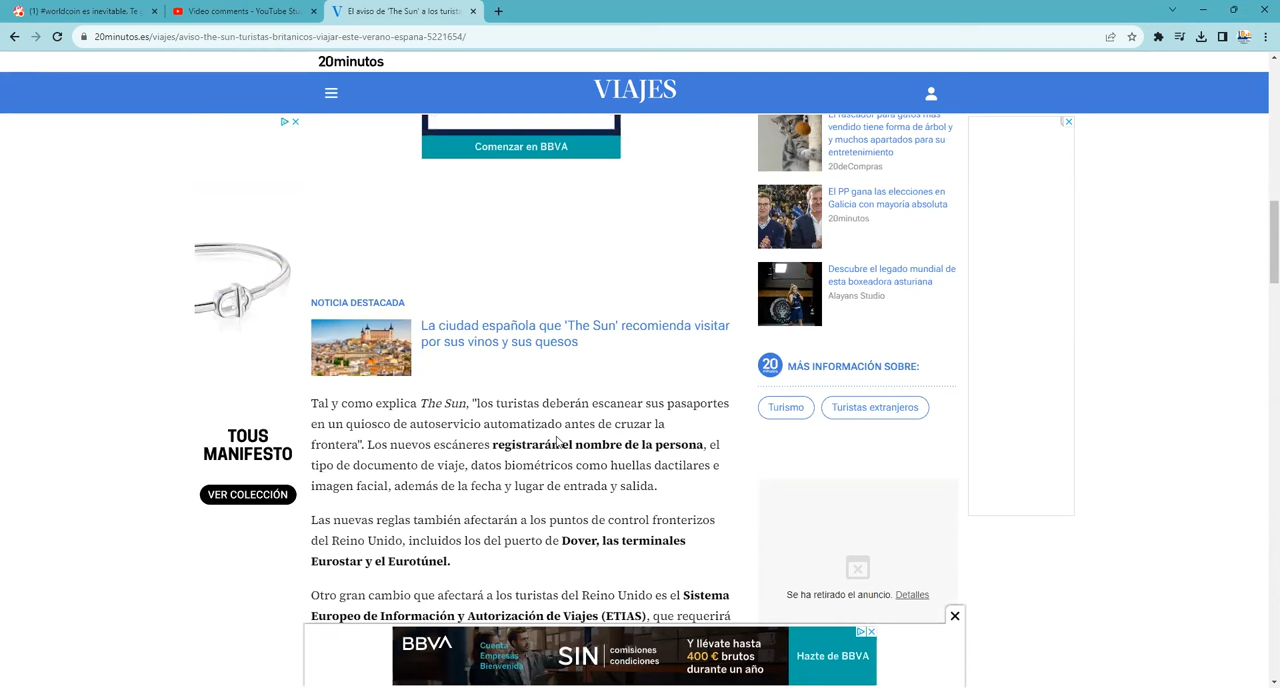 (1) #worldcoin es inevitable, Te
Video comments - YouTube Stu
El aviso de 'The Sun' a los turista
20minutos.es/viajes/aviso-the-sun-turistas-britanicos-viajar-este-verano-espana-5221654/
20minutos
VIAJES
Comenzar en BBVA
El rascador para gatos más
vendido tiene forma de árbol y
y muchos apartados para su
entretenimiento
20deCompras
El PP gana las elecciones en
Galicia con mayoría absoluta
20minutos
Descubre el legado mundial de
esta boxeadora asturiana
Alayans Studio
20
MÁS INFORMACIÓN SOBRE:
Turismo
Turistas extranjeros
Se ha retirado el anuncio. Detalles
TOUS
MANIFESTO
VER COLECCIÓN
NOTICIA DESTACADA
La ciudad española que 'The Sun' recomienda visitar
por sus vinos y sus quesos
Tal y como explica The Sun, "los turistas deberán escanear sus pasaportes
en un quiosco de autoservicio automatizado antes de cruzar la
frontera". Los nuevos escáneres registrarán el nombre de la persona, el
tipo de documento de viaje, datos biométricos como huellas dactilares e
imagen facial, además de la fecha y lugar de entrada y salida.
Las nuevas reglas también afectarán a los puntos de control fronterizos
del Reino Unido, incluidos los del puerto de Dover, las terminales
Eurostar y el Eurotúnel.
Otro gran cambio que afectará a los turistas del Reino Unido es el Sistema
Europeo de Información y Autorización de Viajes (ETIAS), que requerirá
BBVA
Cuenta
Empresas
Bienvenida
SIN
comisiones
condiciones
Y llévate hasta
400 € brutos
durante un año
Hazte de BBVA